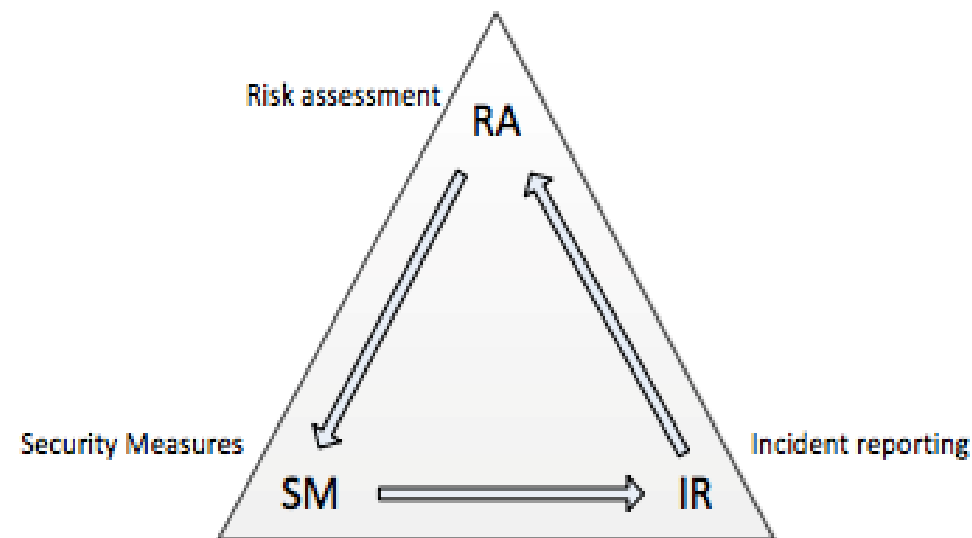 Risk assessment
RA
Security Measures
Incident reporting
SM
IR